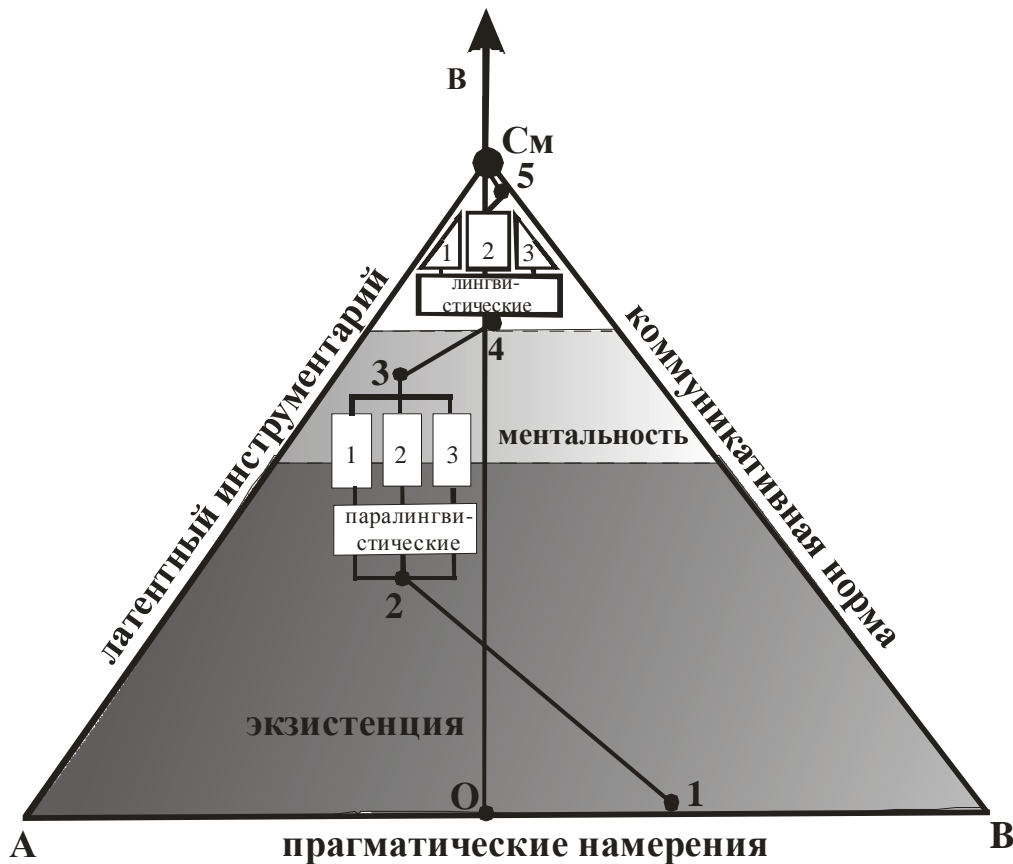 В
См
5
1
2
3
лингви-
стические
латентный инструментарий
коммуникативная норма
4
3
1
2
3
ментальность
паралингви-
стические
2
экзистенция
О
1
А
В
прагматические намерения